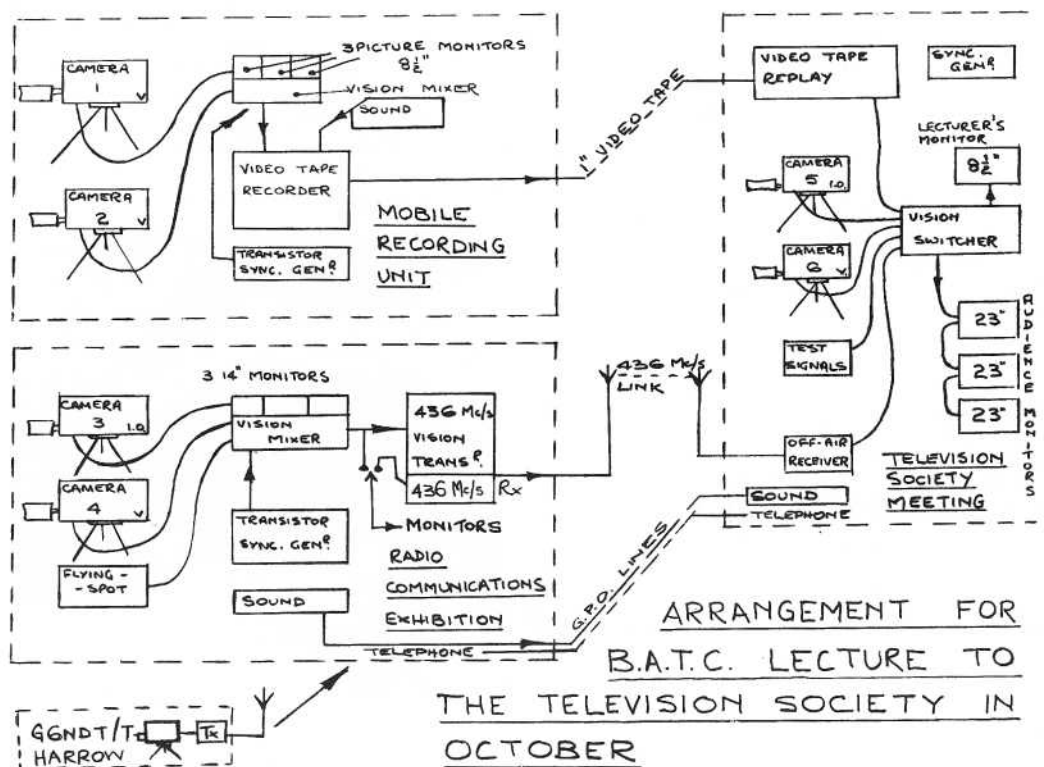 CAMERA
1
V
CAMERA
2
V
3 PICTURE MONITORS
8½"
VISION MIXER
SOUND
VIDEO TAPE
RECORDER
TRANSISTOR
SYNC. GENR.
MOBILE
RECORDING
UNIT
1" VIDEO TAPE
VIDEO TAPE
REPLAY
SYNC.
GENR.
LECTURER'S
MONITOR
8½"
CAMERA
5 I.O.
CAMERA
6 V.
VISION
SWITCHER
TEST
SIGNALS
23"
23"
23"
AUDIENCE MONITORS
OFF-AIR
RECEIVER
TELEVISION
SOCIETY
MEETING
SOUND
TELEPHONE
436 Mc/s
LINK
3 14" MONITORS
CAMERA
3 I.O.
CAMERA
4 V
FLYING-
-SPOT
VISION
MIXER
TRANSISTOR
SYNC. GENR.
SOUND
436 Mc/s
VISION
TRANSR.
436 Mc/s Rx
MONITORS
RADIO
COMMUNICATIONS
EXHIBITION
TELEPHONE
G.P.O. LINES
G6NDT/T
HARROW
Tx
ARRANGEMENT FOR
B.A.T.C. LECTURE TO
THE TELEVISION SOCIETY IN
OCTOBER